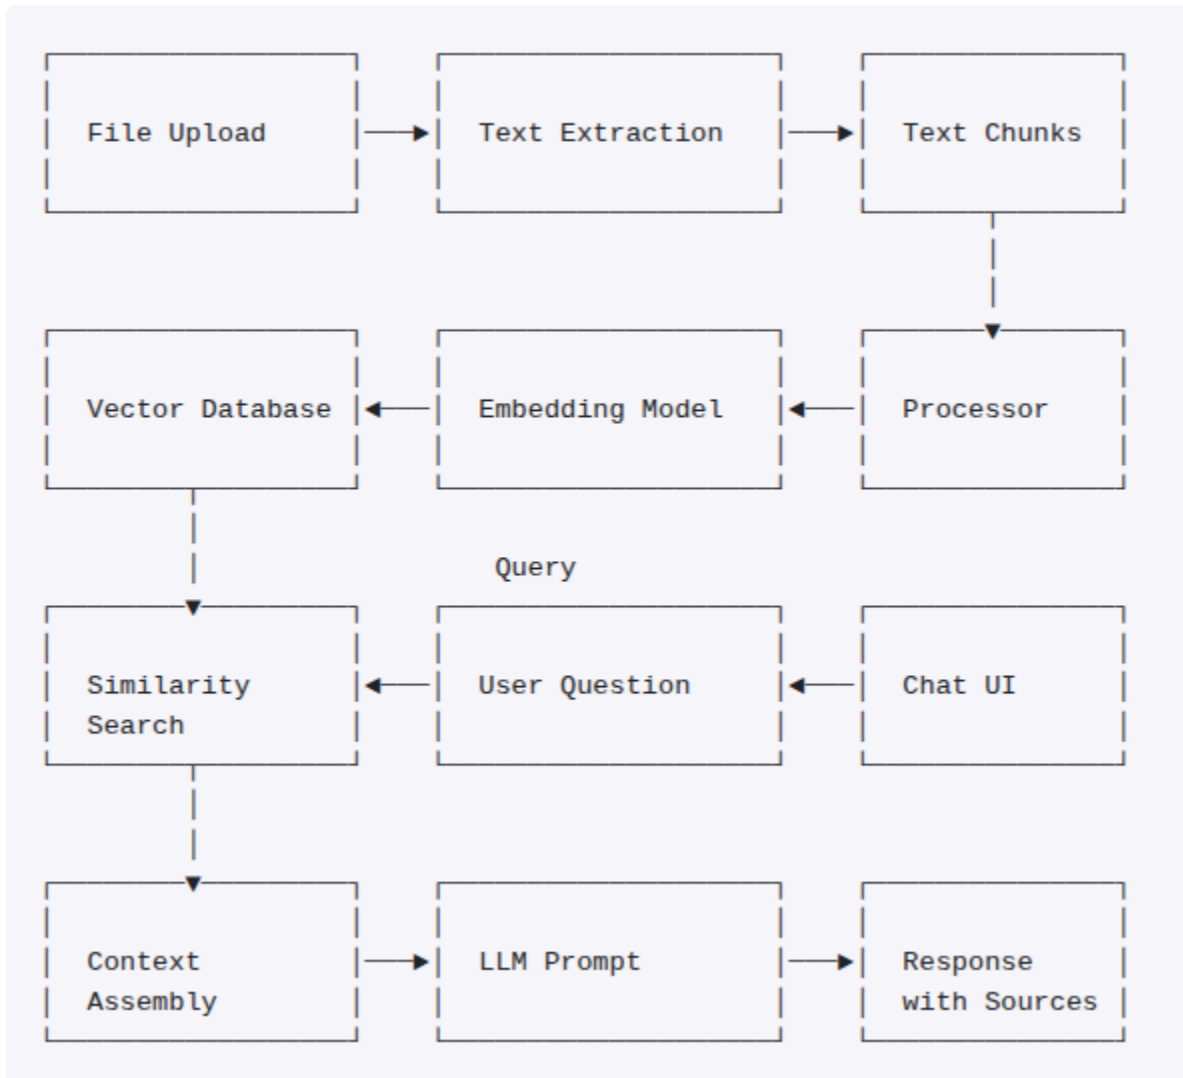 File Upload
Text Extraction
Text Chunks
Vector Database
Embedding Model
Processor
Query
Similarity
Search
User Question
Chat UI
Context
Assembly
LLM Prompt
Response
with Sources